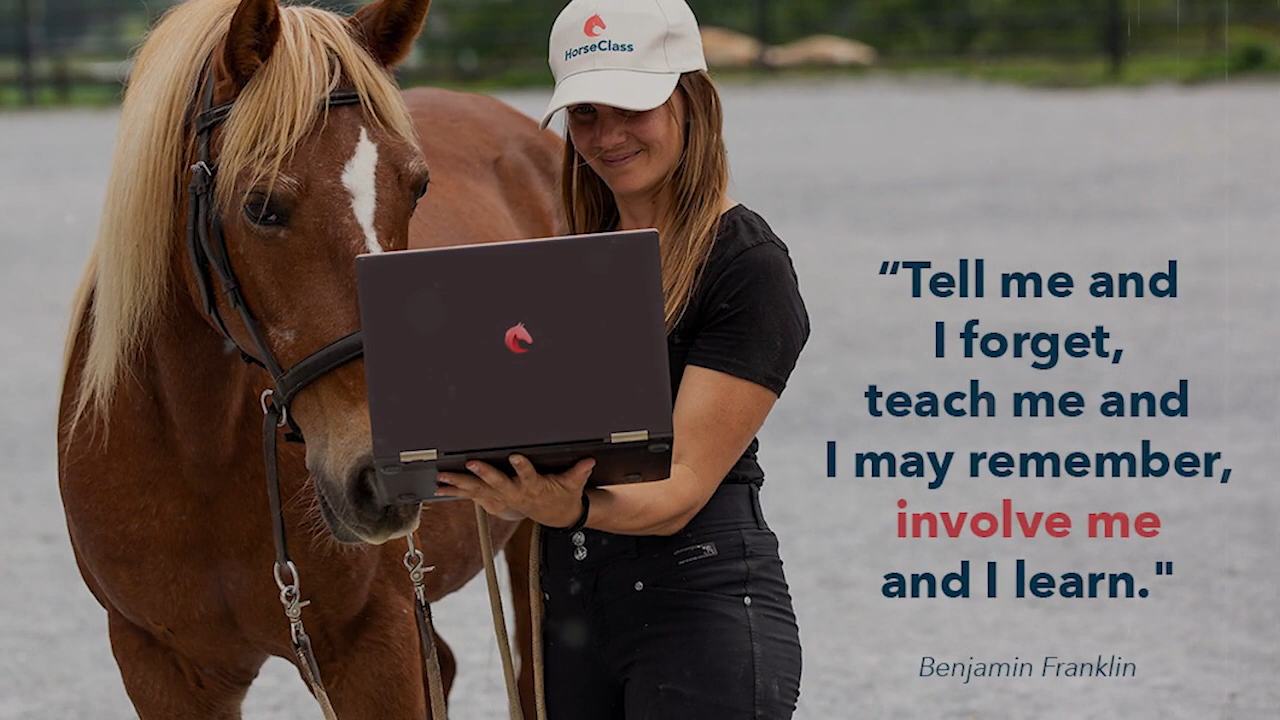 HorseClass
“Tell me and
I forget,
teach me and
I may remember,
involve me
and I learn."
Benjamin Franklin